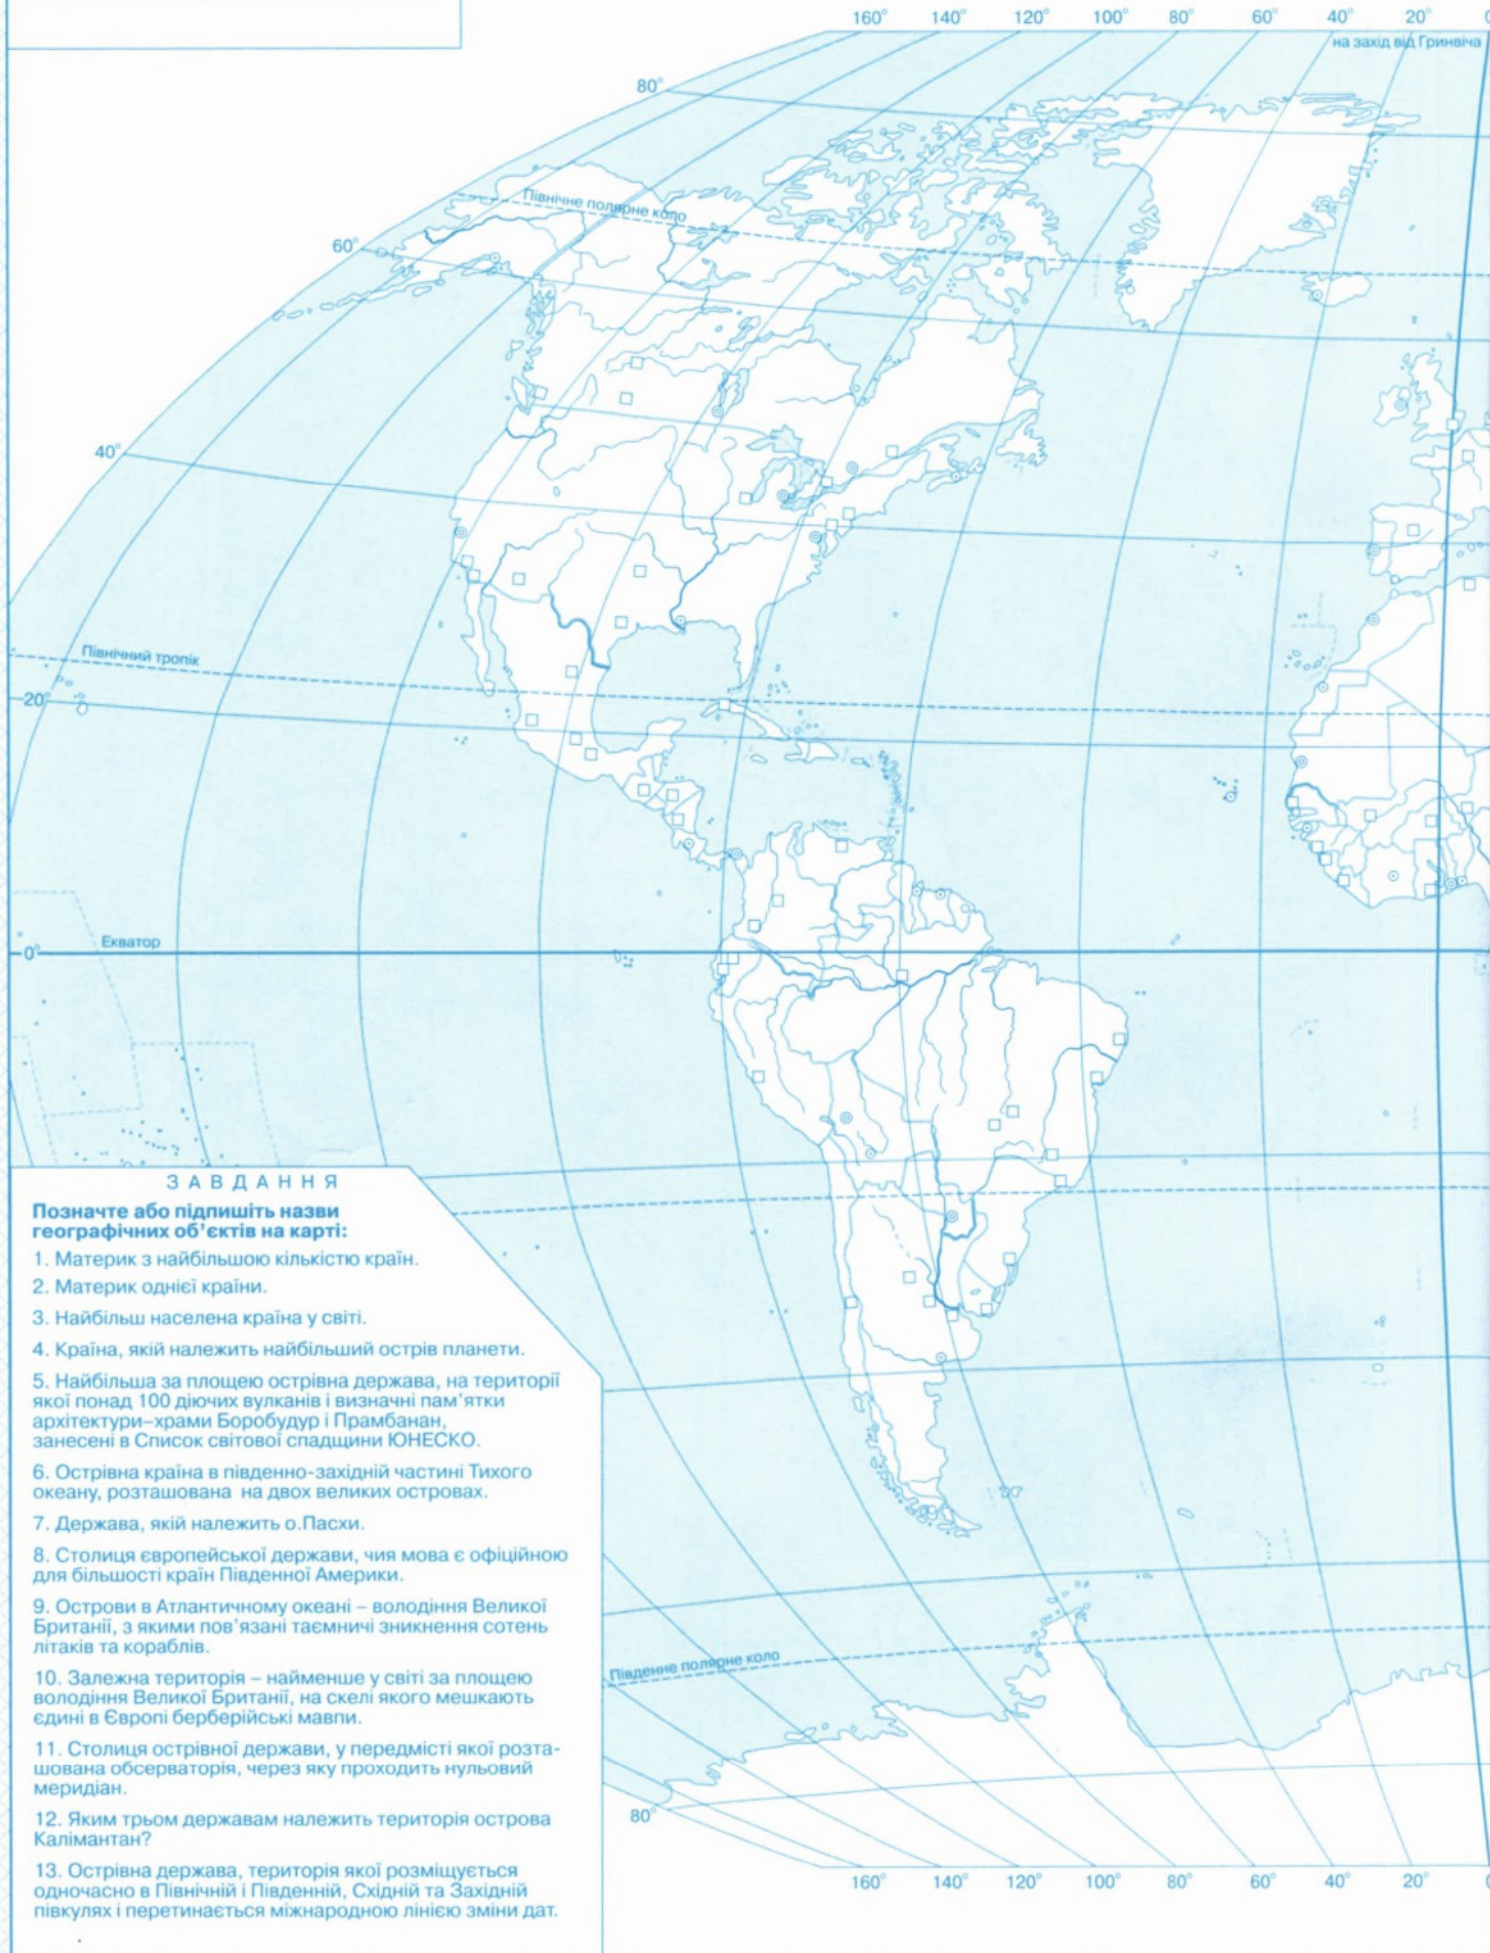 160° 140° 120° 100° 80° 60° 40° 20° 0
на захід від Гринвіча
80°
Північне полярне коло
60°
40°
Північний тропік
20°
Екватор
0°
ЗАВДАННЯ
Позначте або підпишіть назви
географічних об'єктів на карті:
1. Материк з найбільшою кількістю країн.
2. Материк однієї країни.
3. Найбільш населена країна у світі.
4. Країна, якій належить найбільший острів планети.
5. Найбільша за площею острівна держава, на території
якої понад 100 діючих вулканів і визначні пам'ятки
архітектури–храми Боробудур і Прамбанан,
занесені в Список світової спадщини ЮНЕСКО.
6. Острівна країна в південно-західній частині Тихого
океану, розташована на двох великих островах.
7. Держава, якій належить о.Пасхи.
8. Столиця європейської держави, чия мова є офіційною
для більшості країн Південної Америки.
9. Острови в Атлантичному океані – володіння Великої
Британії, з якими пов'язані таємничі зникнення сотень
літаків та кораблів.
10. Залежна територія – найменше у світі за площею
володіння Великої Британії, на скелі якого мешкають
єдині в Європі берберійські мавпи.
11. Столиця острівної держави, у передмісті якої розта-
шована обсерваторія, через яку проходить нульовий
меридіан.
12. Яким трьом державам належить територія острова
Калімантан?
13. Острівна держава, територія якої розміщується
одночасно в Північній і Південній, Східній та Західній
півкулях і перетинається міжнародною лінією зміни дат.
Південне полярне коло
80°
160° 140° 120° 100° 80° 60° 40° 20° 0